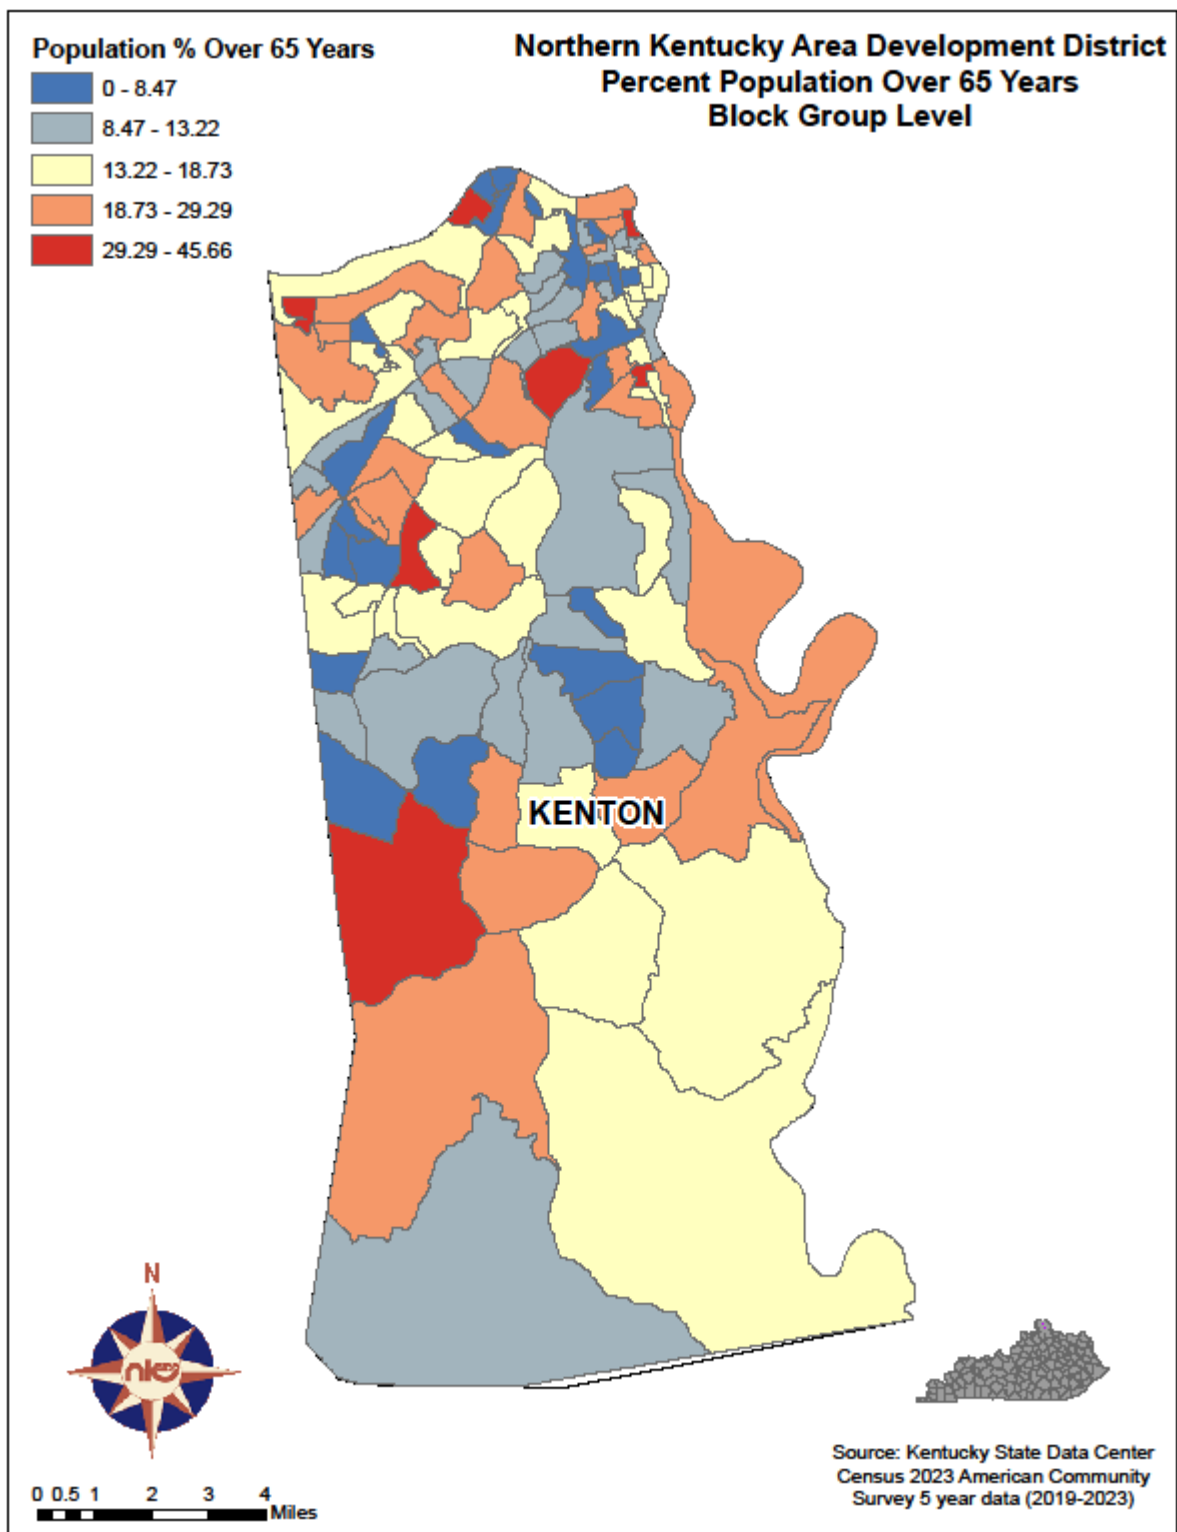 Population % Over 65 Years
0 - 8.47
8.47 - 13.22
13.22 - 18.73
18.73 - 29.29
29.29 - 45.66
Northern Kentucky Area Development District
Percent Population Over 65 Years
Block Group Level
KENTON
N
0 0.5 1 2 3 4
Miles
Source: Kentucky State Data Center
Census 2023 American Community
Survey 5 year data (2019-2023)